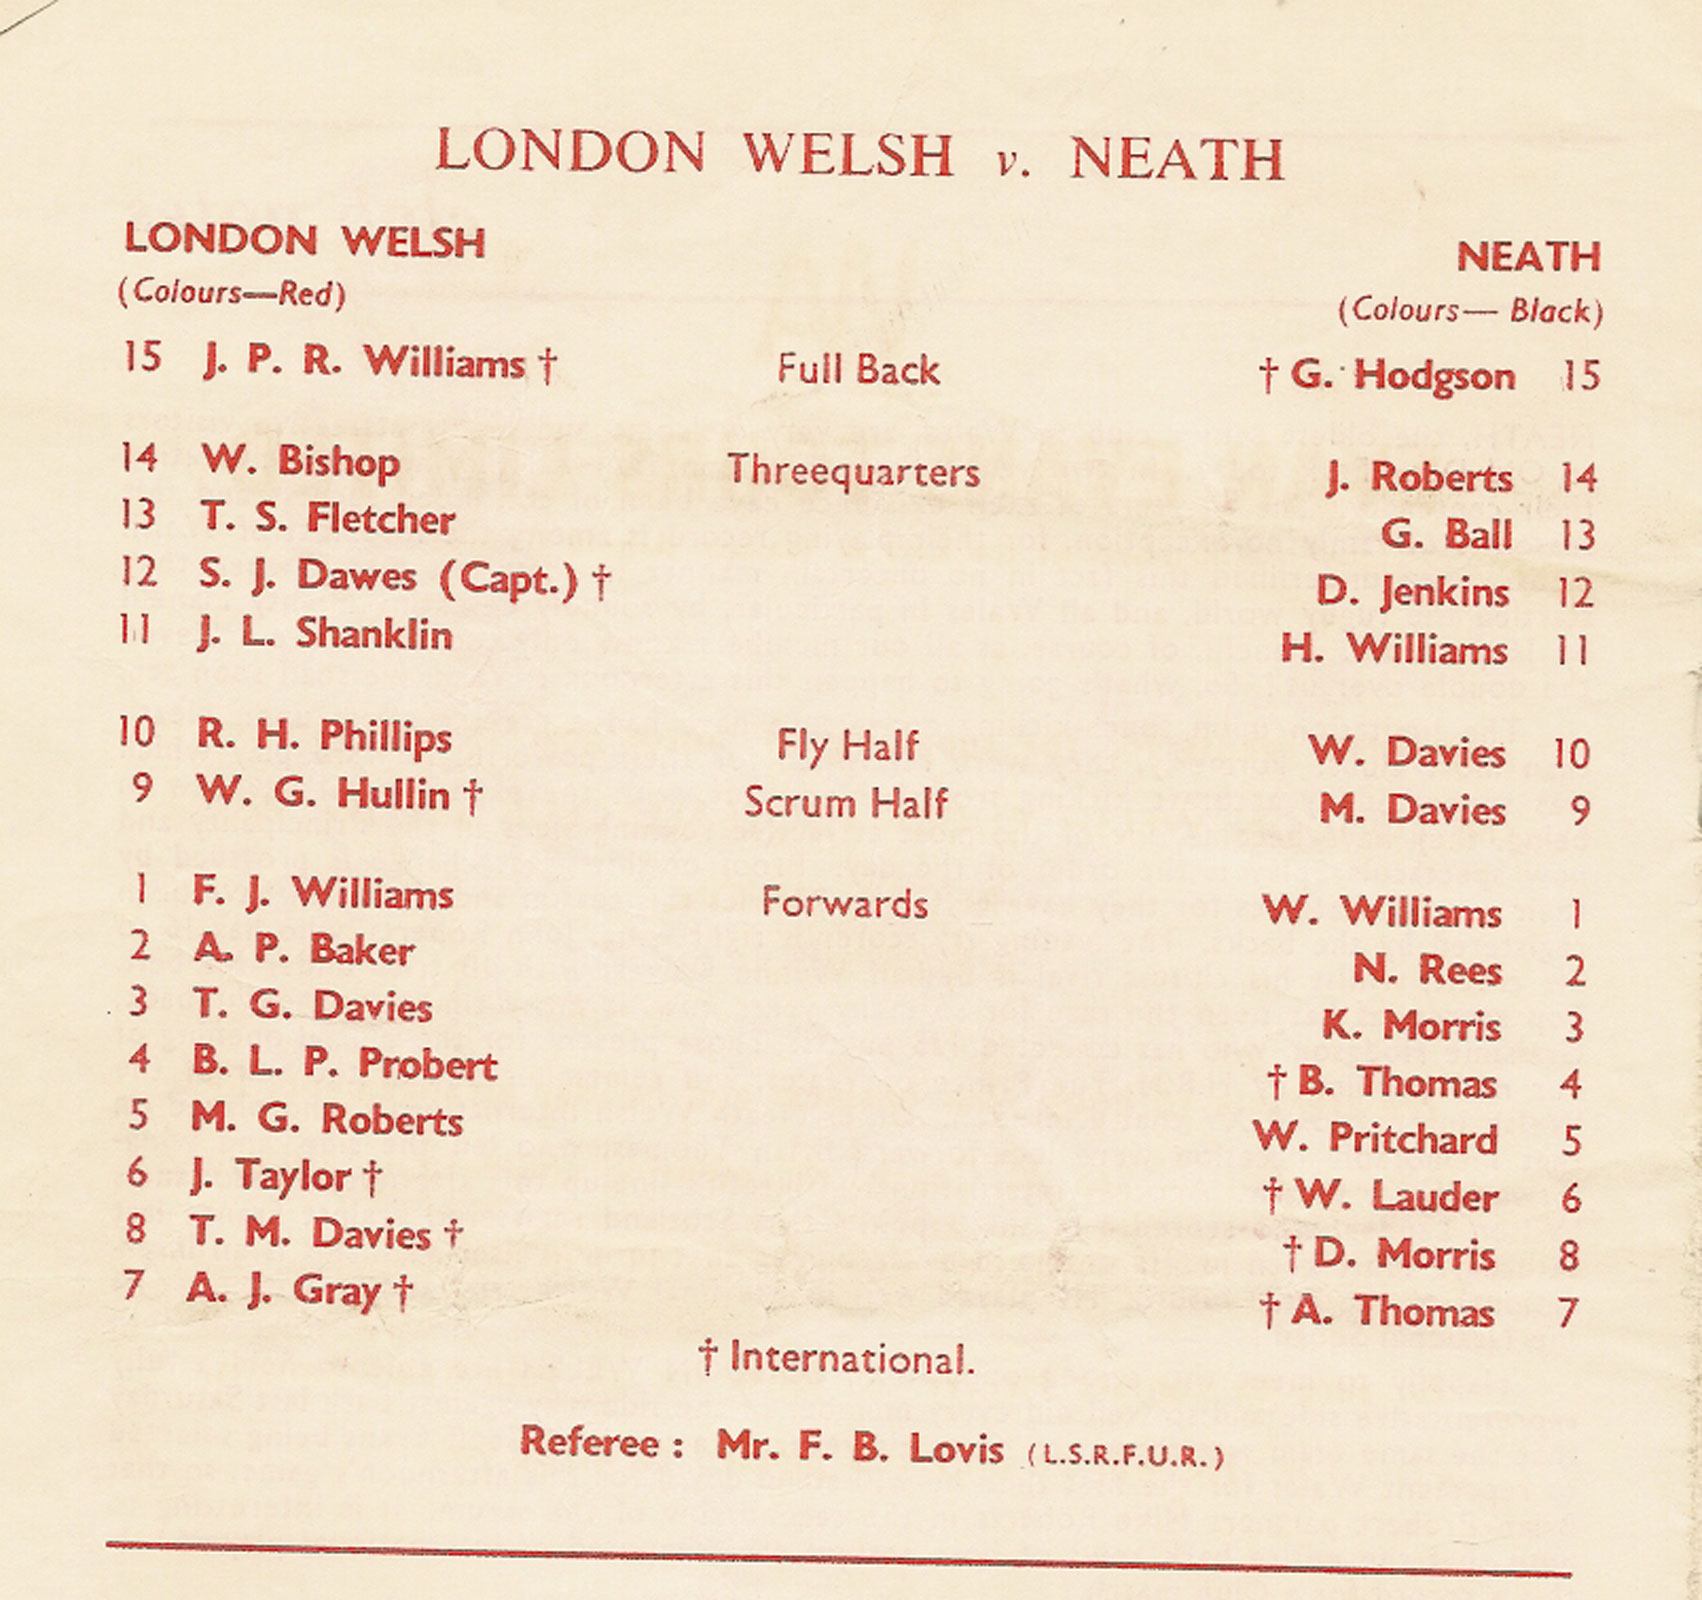 LONDON WELSH v. NEATH
LONDON WELSH NEATH
(Colours—Red) (Colours— Black)
15 J. P. R. Williams † Full Back † G. Hodgson 15
14 W. Bishop Threequarters J. Roberts 14
13 T. S. Fletcher G. Ball 13
12 S. J. Dawes (Capt.) † D. Jenkins 12
11 J. L. Shanklin H. Williams 11
10 R. H. Phillips Fly Half W. Davies 10
9 W. G. Hullin † Scrum Half M. Davies 9
1 F. J. Williams Forwards W. Williams 1
2 A. P. Baker N. Rees 2
3 T. G. Davies K. Morris 3
4 B. L. P. Probert † B. Thomas 4
5 M. G. Roberts W. Pritchard 5
6 J. Taylor † † W. Lauder 6
8 T. M. Davies † † D. Morris 8
7 A. J. Gray † † A. Thomas 7
† International.
Referee : Mr. F. B. Lovis (L.S.R.F.U.R.)